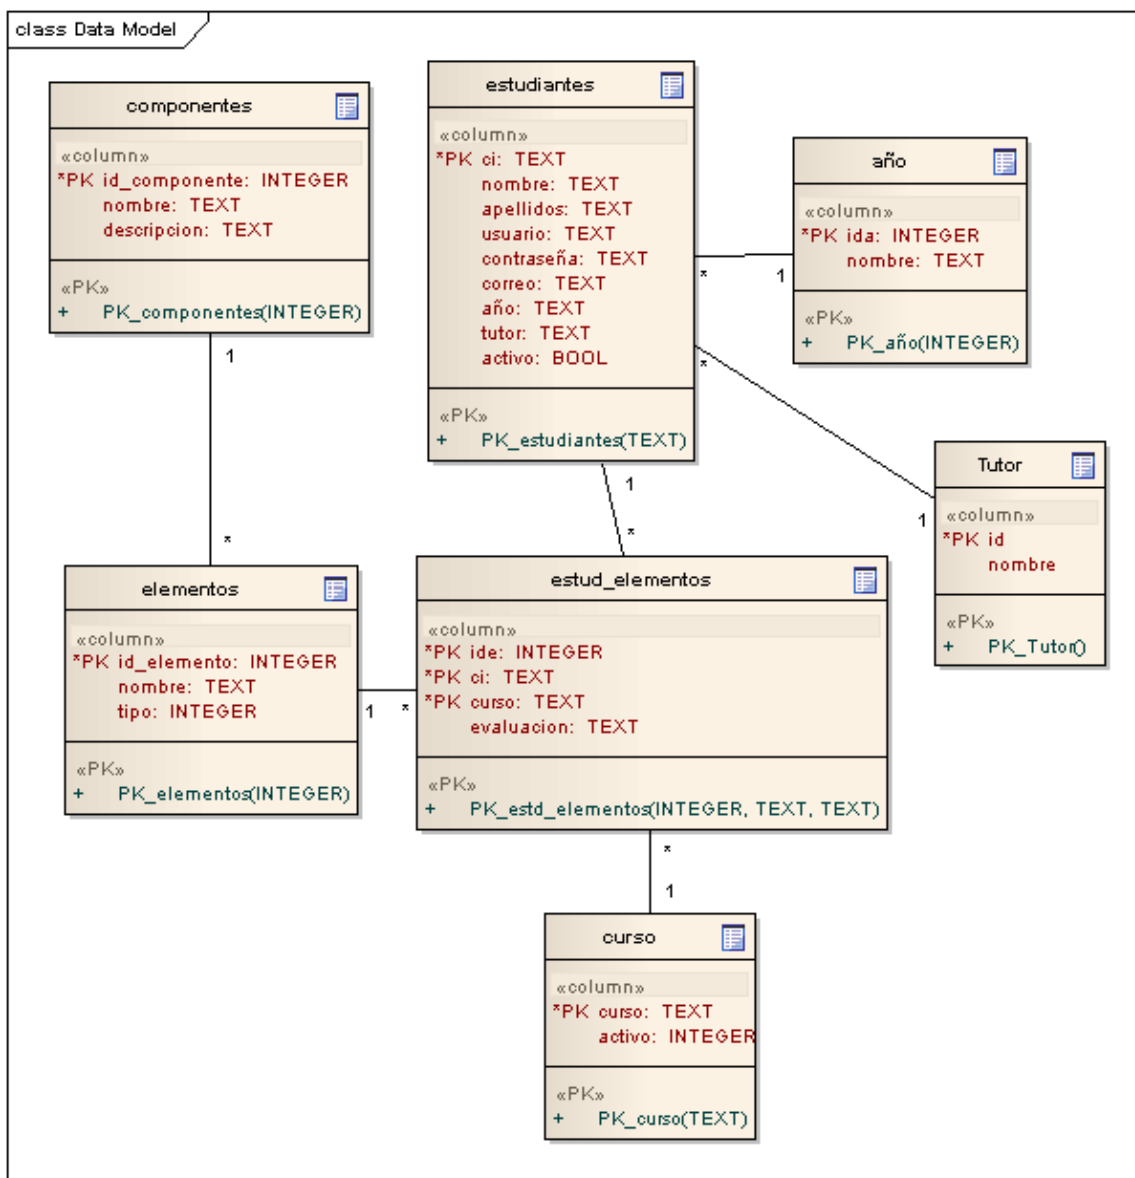 class Data Model
componentes
«column»
*PK id_componente: INTEGER
nombre: TEXT
descripcion: TEXT
«PK»
+ PK_componentes(INTEGER)
1
*
estudiantes
«column»
*PK ci: TEXT
nombre: TEXT
apellidos: TEXT
usuario: TEXT
contraseña: TEXT
correo: TEXT
año: TEXT
tutor: TEXT
activo: BOOL
«PK»
+ PK_estudiantes(TEXT)
*
1
*
1
1
*
año
«column»
*PK ida: INTEGER
nombre: TEXT
«PK»
+ PK_año(INTEGER)
Tutor
«column»
*PK id
nombre
«PK»
+ PK_Tutor()
elementos
«column»
*PK id_elemento: INTEGER
nombre: TEXT
tipo: INTEGER
«PK»
+ PK_elementos(INTEGER)
1
*
estud_elementos
«column»
*PK ide: INTEGER
*PK ci: TEXT
*PK curso: TEXT
evaluacion: TEXT
«PK»
+ PK_estd_elementos(INTEGER, TEXT, TEXT)
*
1
curso
«column»
*PK curso: TEXT
activo: INTEGER
«PK»
+ PK_curso(TEXT)